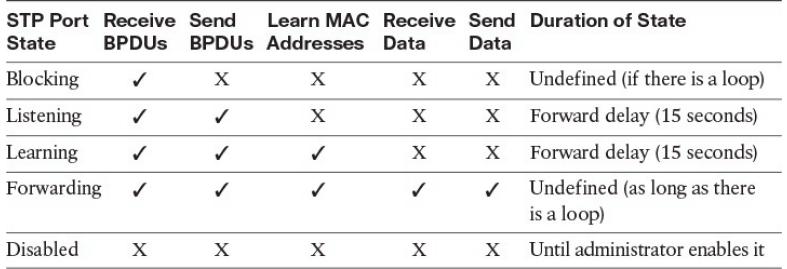 STP Port State Receive BPDUs Send BPDUs Learn MAC Addresses Receive Data Send Data Duration of State
Blocking ✓ X X X X Undefined (if there is a loop)
Listening ✓ ✓ X X X Forward delay (15 seconds)
Learning ✓ ✓ ✓ X X Forward delay (15 seconds)
Forwarding ✓ ✓ ✓ ✓ ✓ Undefined (as long as there
is a loop)
Disabled X X X X X Until administrator enables it